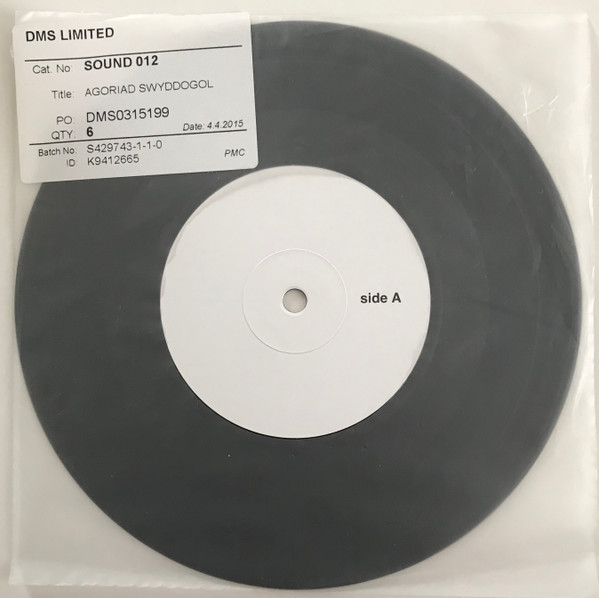 DMS LIMITED
Cat. No: SOUND 012
Title: AGORIAD SWYDDOGOL
PO: DMS0315199
QTY: 6 Date: 4.4.2015
Batch No: S429743-1-1-0
ID: K9412665 PMC
side A